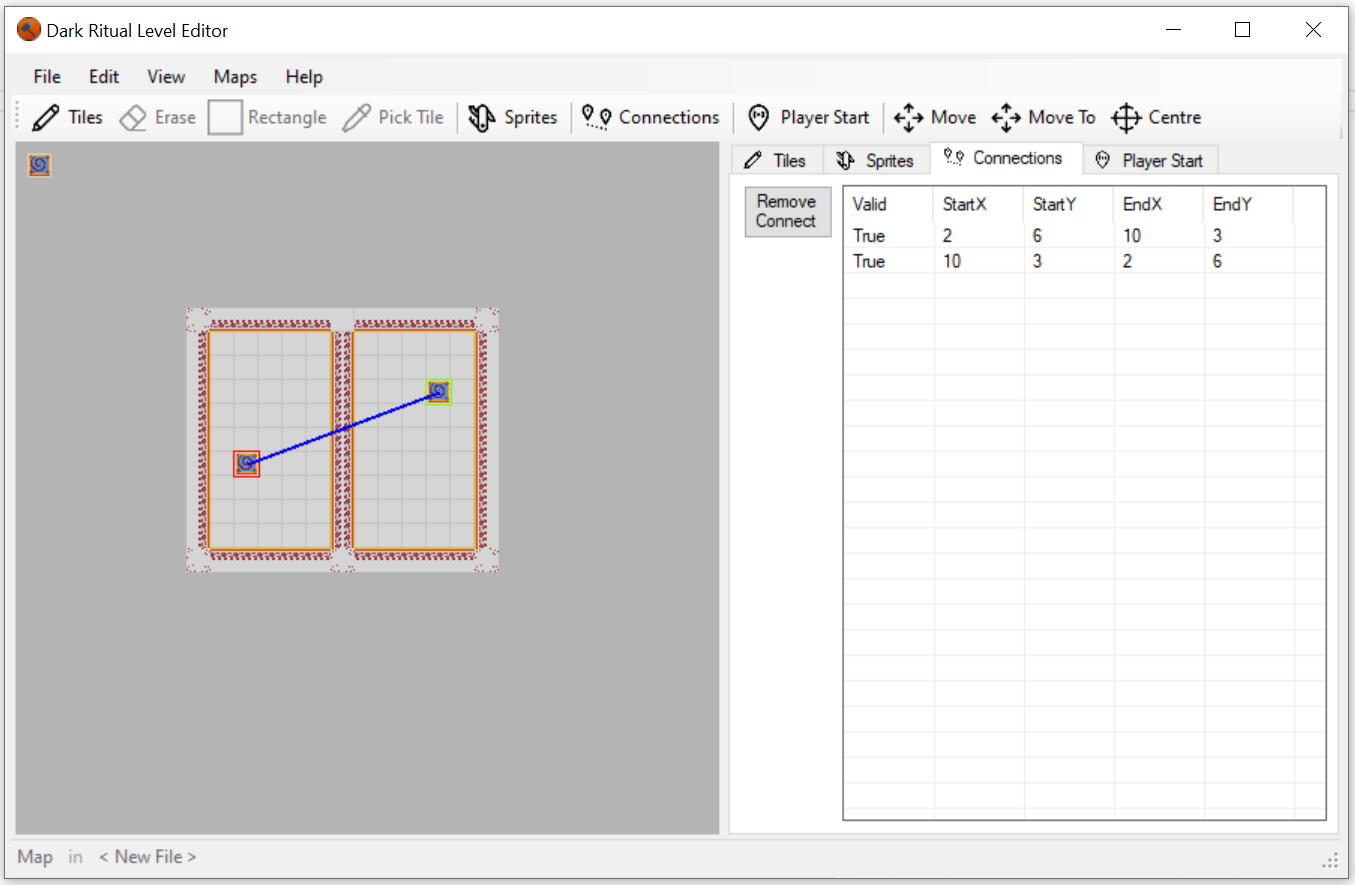 Dark Ritual Level Editor
File Edit View Maps Help
Tiles Erase Rectangle Pick Tile Sprites Connections Player Start Move Move To Centre
Tiles Sprites Connections Player Start
Remove
Connect
Valid StartX StartY EndX EndY
True 2 6 10 3
True 10 3 2 6
Map in < New File >